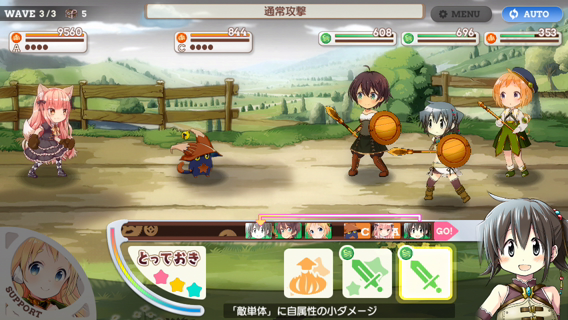 WAVE 3/3 5
通常攻撃
MENU
AUTO
9560
A
844
C
608
696
353
C
A
GO!
とっておき
SUPPORT
「敵単体」に自属性の小ダメージ